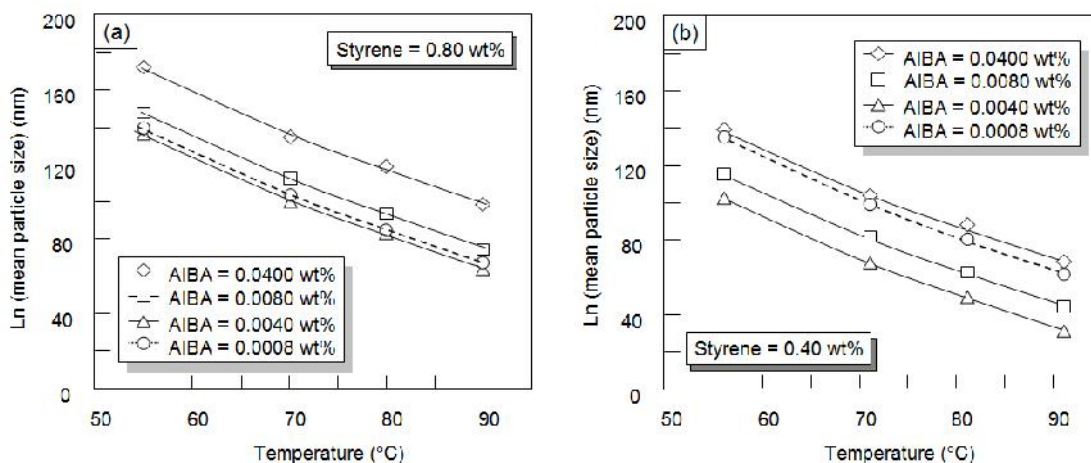 (a)
Styrene = 0.80 wt%
Ln (mean particle size) (nm)
200
160
120
80
40
0
AIBA = 0.0400 wt%
AIBA = 0.0080 wt%
AIBA = 0.0040 wt%
AIBA = 0.0008 wt%
50 60 70 80 90
Temperature (°C)
(b)
AIBA = 0.0400 wt%
AIBA = 0.0080 wt%
AIBA = 0.0040 wt%
AIBA = 0.0008 wt%
Ln (mean particle size) (nm)
200
160
120
80
40
0
Styrene = 0.40 wt%
50 60 70 80 90
Temperature (°C)